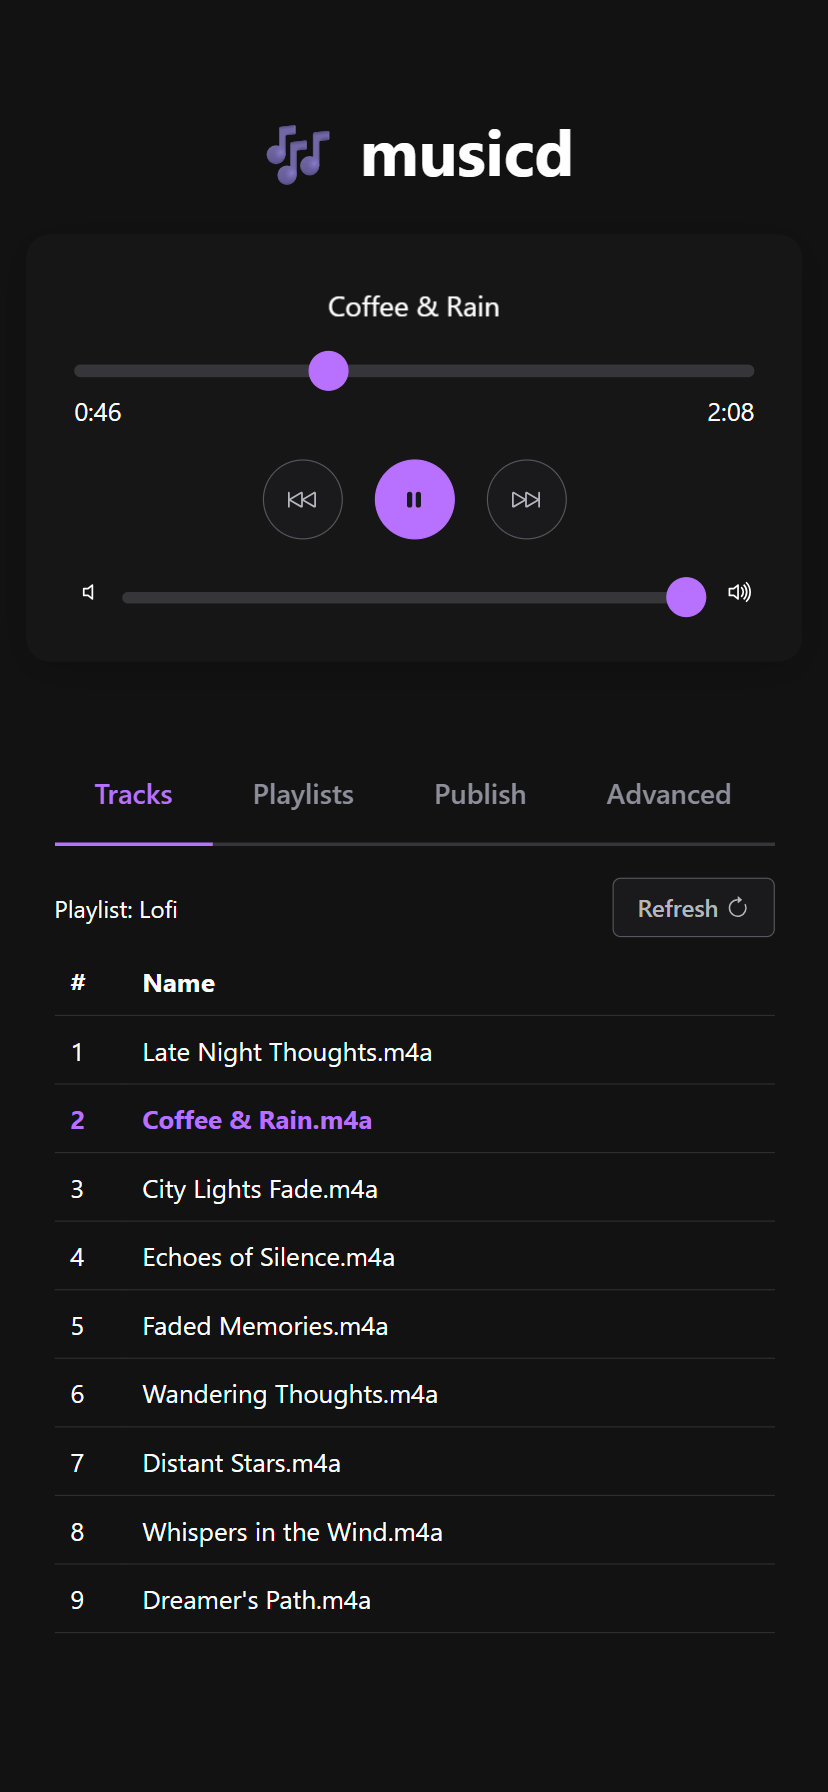 musicd
Coffee & Rain
0:46 2:08
Tracks Playlists Publish Advanced
Playlist: Lofi Refresh
# Name
1 Late Night Thoughts.m4a
2 Coffee & Rain.m4a
3 City Lights Fade.m4a
4 Echoes of Silence.m4a
5 Faded Memories.m4a
6 Wandering Thoughts.m4a
7 Distant Stars.m4a
8 Whispers in the Wind.m4a
9 Dreamer's Path.m4a